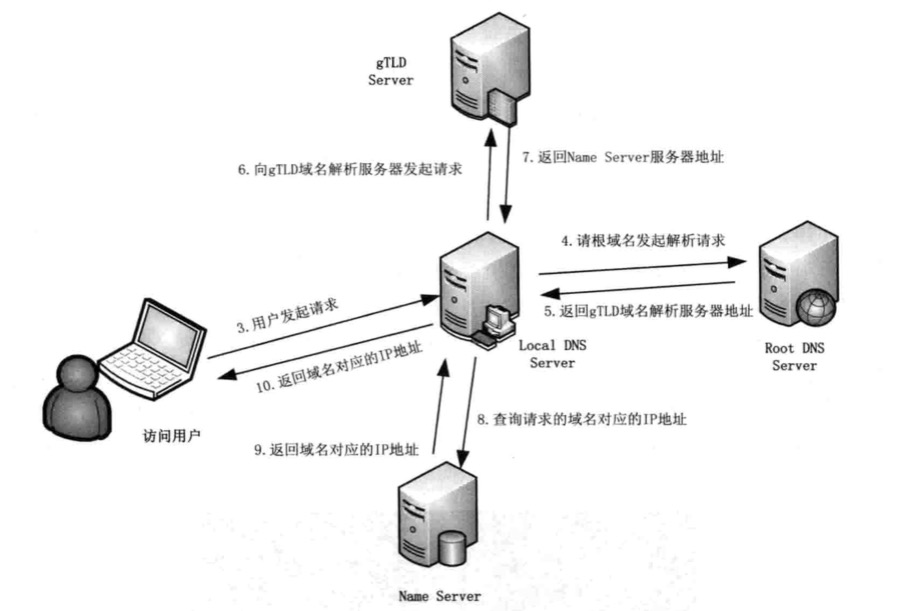 gTLD
Server
6.向gTLD域名解析服务器发起请求
7.返回Name Server服务器地址
4.请根域名发起解析请求
5.返回gTLD域名解析服务器地址
3.用户发起请求
Local DNS
Server
Root DNS
Server
10.返回域名对应的IP地址
8.查询请求的域名对应的IP地址
访问用户
9.返回域名对应的IP地址
Name Server